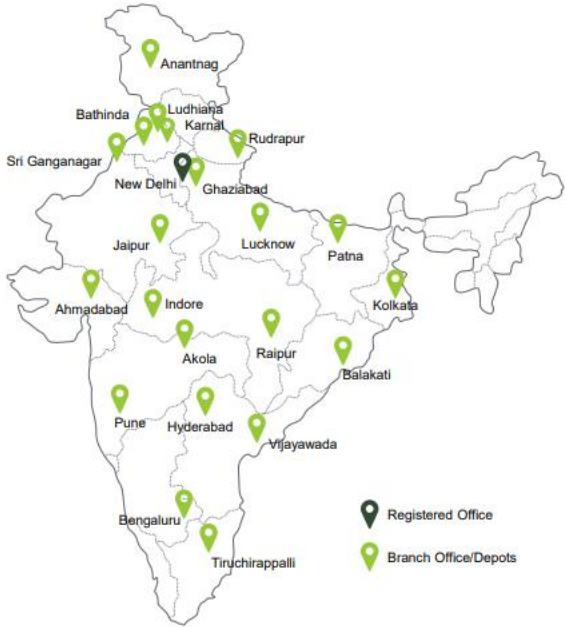 Anantnag
Ludhiana
Bathinda
Karnal
Rudrapur
Sri Ganganagar
New Delhi
Ghaziabad
Lucknow
Jaipur
Patna
Ahmadabad
Indore
Kolkata
Akola
Raipur
Balakati
Pune
Hyderabad
Vijayawada
Bengaluru
Registered Office
Tiruchirappalli
Branch Office/Depots